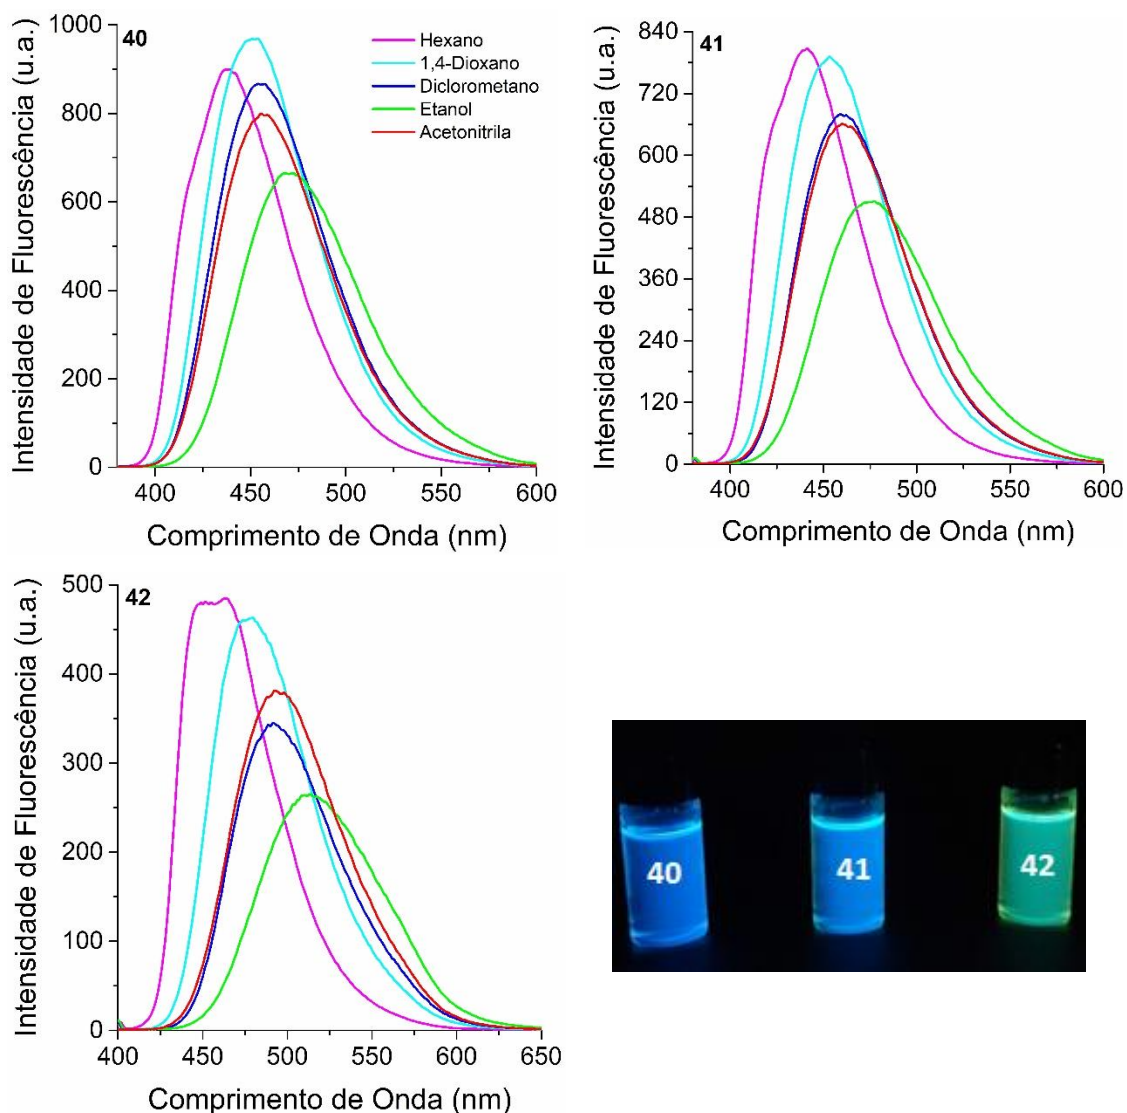 40
Hexano
1,4-Dioxano
Diclorometano
Etanol
Acetonitrila
Intensidade de Fluorescência (u.a.)
1000
800
600
400
200
0
400 450 500 550 600
Comprimento de Onda (nm)
41
Intensidade de Fluorescência (u.a.)
840
720
600
480
360
240
120
0
400 450 500 550 600
Comprimento de Onda (nm)
42
Intensidade de Fluorescência (u.a.)
500
400
300
200
100
0
400 450 500 550 600 650
Comprimento de Onda (nm)
40 41 42